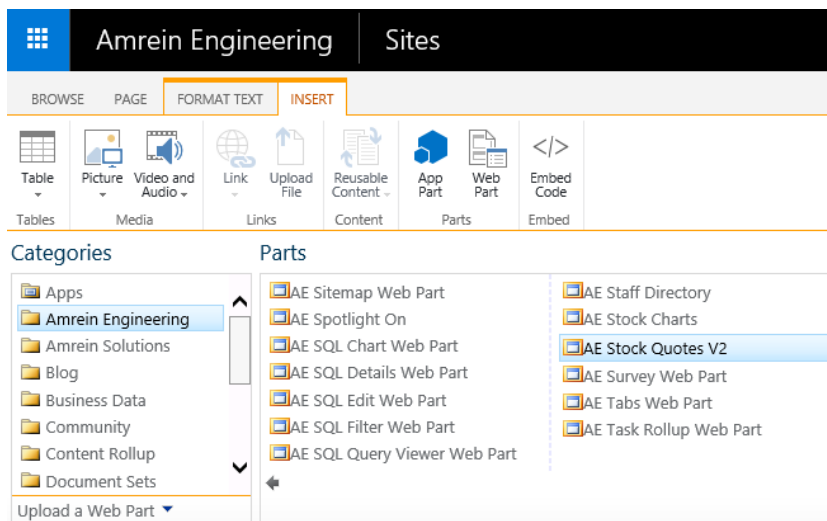 Amrein Engineering Sites
BROWSE PAGE FORMAT TEXT INSERT
Table Picture Video and Audio Link Upload File Reusable Content App Part Web Part Embed Code
Tables Media Links Content Parts Embed
Categories
Apps
Amrein Engineering
Amrein Solutions
Blog
Business Data
Community
Content Rollup
Document Sets
Upload a Web Part
Parts
AE Sitemap Web Part
AE Spotlight On
AE SQL Chart Web Part
AE SQL Details Web Part
AE SQL Edit Web Part
AE SQL Filter Web Part
AE SQL Query Viewer Web Part
AE Staff Directory
AE Stock Charts
AE Stock Quotes V2
AE Survey Web Part
AE Tabs Web Part
AE Task Rollup Web Part